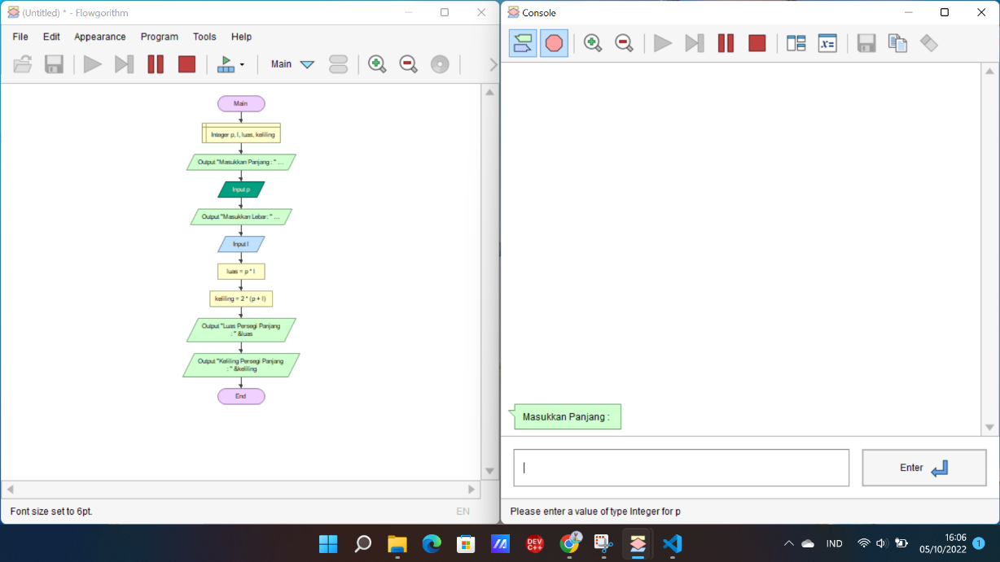 (Untitled) * - Flowgorithm
File Edit Appearance Program Tools Help
Main
Main
Integer p, l, luas, keliling
Output "Masukkan Panjang : " ...
Input p
Output "Masukkan Lebar: " ...
Input l
luas = p * l
keliling = 2 * (p + l)
Output "Luas Persegi Panjang
: " &luas
Output "Keliling Persegi Panjang
: " &keliling
End
Font size set to 6pt.
EN
Console
x=
Masukkan Panjang :
Enter
Please enter a value of type Integer for p
DEV
C++
IND
16:06
05/10/2022
1